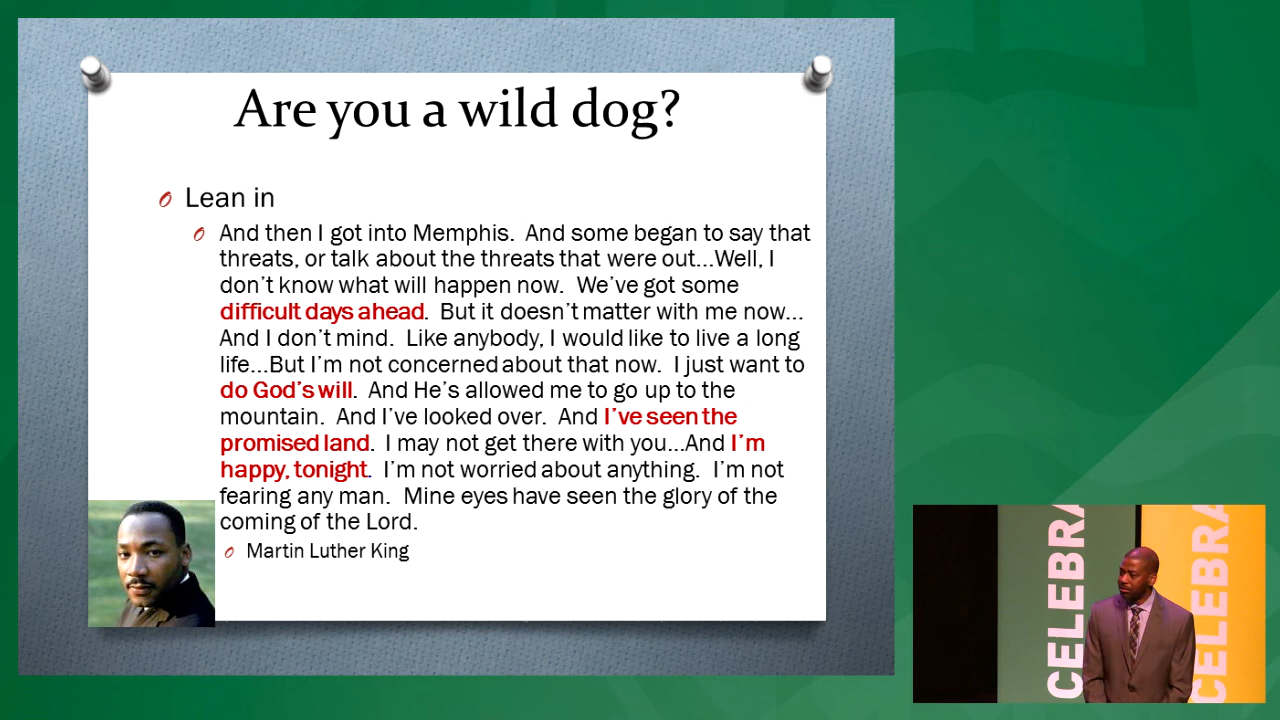 Are you a wild dog?
Lean in
And then I got into Memphis.  And some began to say that
threats, or talk about the threats that were out...Well, I
don't know what will happen now.  We've got some
difficult days ahead.  But it doesn't matter with me now...
And I don't mind.  Like anybody, I would like to live a long
life...But I'm not concerned about that now.  I just want to
do God's will.  And He's allowed me to go up to the
mountain.  And I've looked over.  And I've seen the
promised land.  I may not get there with you...And I'm
happy, tonight.  I'm not worried about anything.  I'm not
fearing any man.  Mine eyes have seen the glory of the
coming of the Lord.
Martin Luther King
CELEBRA
CELEBRA